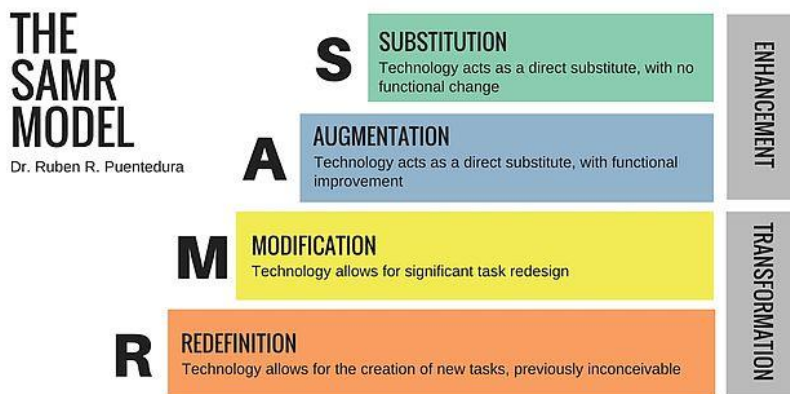 THE
SAMR
MODEL
Dr. Ruben R. Puentedura
S
SUBSTITUTION
Technology acts as a direct substitute, with no
functional change
A
AUGMENTATION
Technology acts as a direct substitute, with functional
improvement
ENHANCEMENT
M
MODIFICATION
Technology allows for significant task redesign
R
REDEFINITION
Technology allows for the creation of new tasks, previously inconceivable
TRANSFORMATION